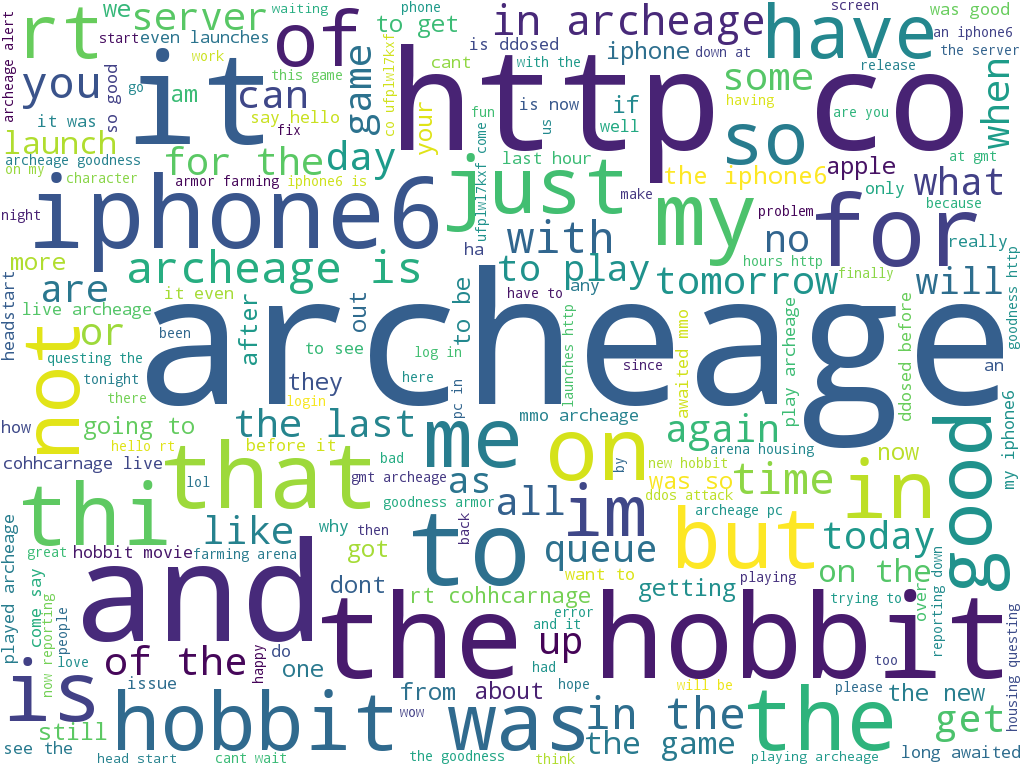 archeage alert
rt
server
we
start
even launches
waiting
work
of
to get
phone
is ddosed
in archeage
iphone
down at
screen
an iphone6
was good
have
the server
release
you
it
can
this game
go
am
say hello
fix
game
co ufplwl7kxf
cant
with the
http co
is now
us
if
well
your
some
having
are you
so
when
it was
so good
launch
archeage goodness
on my
character
for the
day
armor farming
iphone6 is
fun
last hour
the iphone6
apple
only
at gmt
because
what
night
iphone6
just
ufplwl7kxf come
make
my
problem
for
really
more
ha
with
no
hours http
finally
archeage is
to play
tomorrow
will
are
it even
have to
any
headstart
live archeage
or
been
after
out
to be
questing the
to see
log in
here
since
archeage
an
goodness http
launches http
awaited mmo
play archeage
ddosed before
not
tonight
there
they
login
how
going to
the last
pc in
mmo archeage
me
on
again
arena housing
my iphone6
hello rt
before it
cohhcarnage live
that
bad
gmt archeage
as
by
new hobbit
was so
time
now
in
good
lol
goodness armor
all
im
ddos attack
archeage pc
thi
like
why
then
back
to
queue
but
today
great
hobbit movie
farming arena
got
want to
playing
on the
played archeage
come say
and
dont
rt cohhcarnage
getting
trying to
over
reporting down
now reporting
people
error
and it
the hobbit
up
housing questing
love
of the
happy
do
one
had
too
is
issue
from
about
hope
will be
please
the new
still
hobbit was
wow
in the
the
get
see the
head start
cant wait
the goodness
the game
think
playing archeage
long awaited